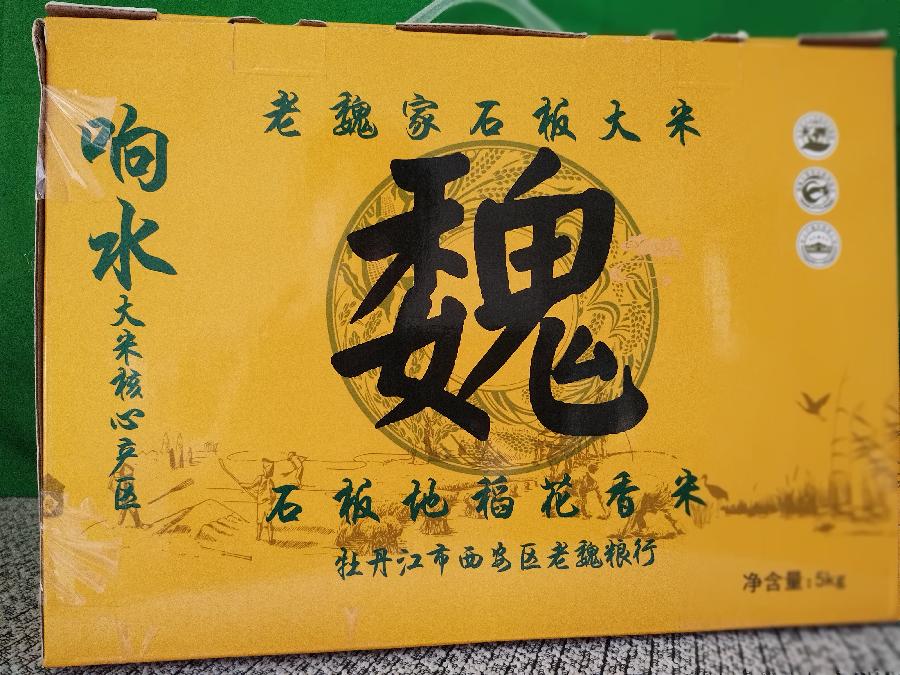 老魏家石板大米
响水
大米核心产区
魏
石板地稻花香米
牡丹江市西安区老魏粮行
净含量:5kg